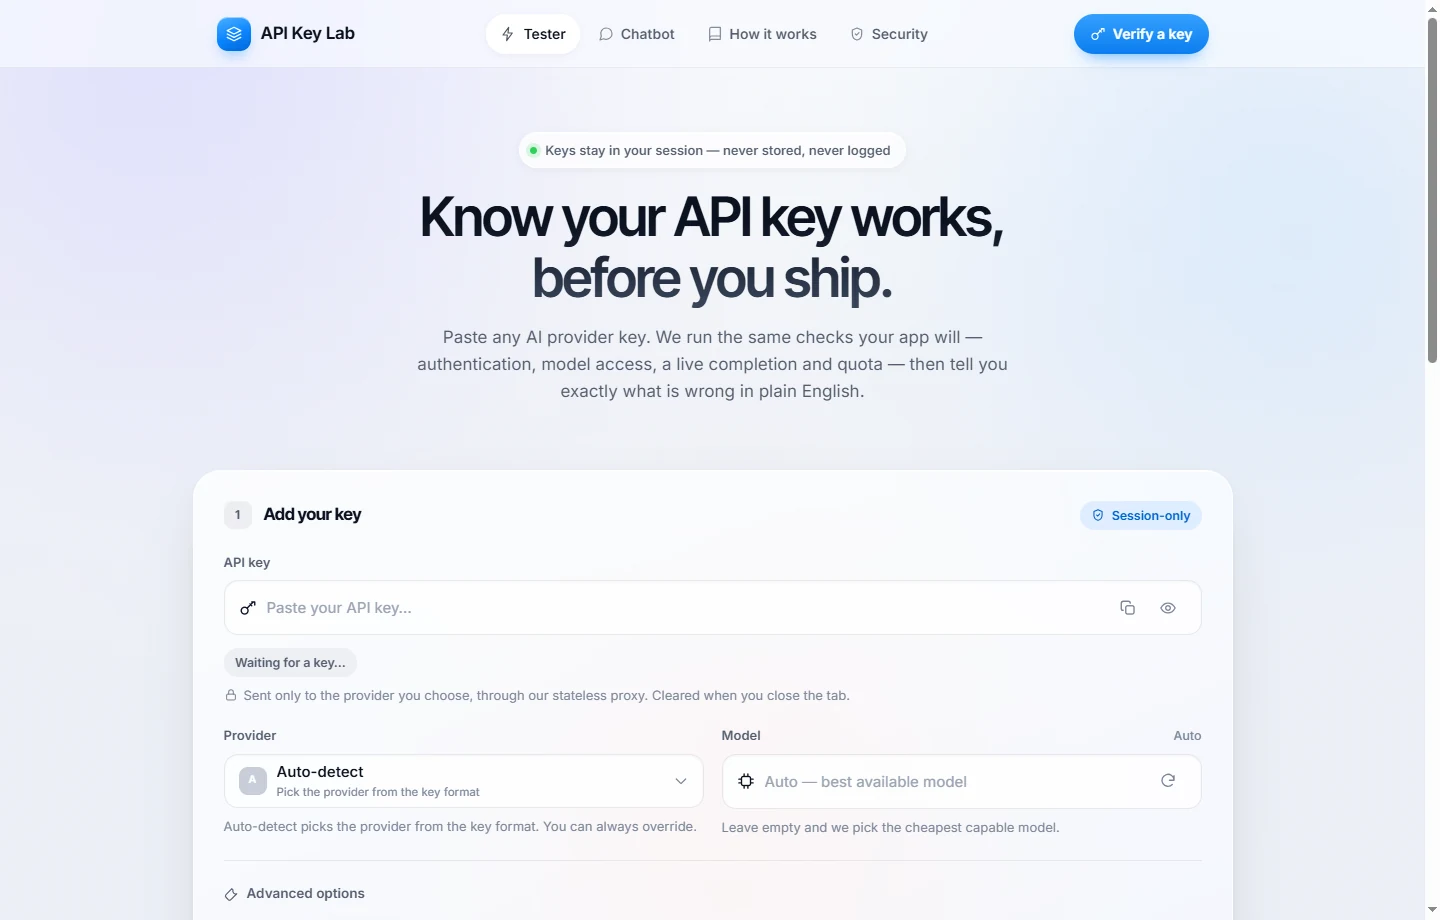 API Key Lab
Tester
Chatbot
How it works
Security
Verify a key
Keys stay in your session — never stored, never logged
Know your API key works,
before you ship.
Paste any AI provider key. We run the same checks your app will —
authentication, model access, a live completion and quota — then tell you
exactly what is wrong in plain English.
1
Add your key
Session-only
API key
Paste your API key...
Waiting for a key...
Sent only to the provider you choose, through our stateless proxy. Cleared when you close the tab.
Provider
Model
Auto
A
Auto-detect
Pick the provider from the key format
Auto — best available model
Auto-detect picks the provider from the key format. You can always override.
Leave empty and we pick the cheapest capable model.
Advanced options